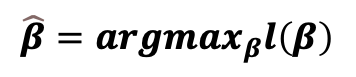 β̂ = argmax_β l(β)